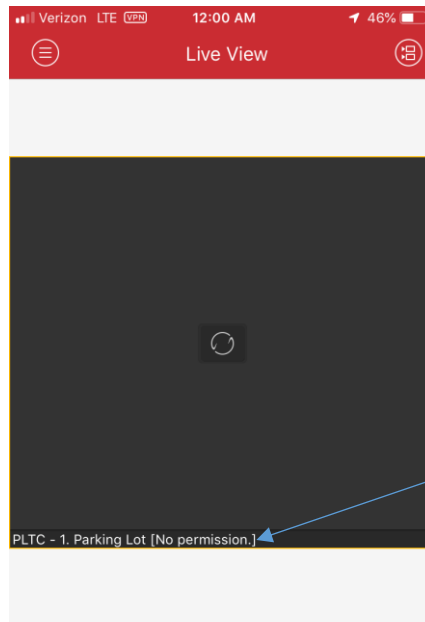 Verizon LTE VPN 12:00 AM 46%
Live View
PLTC - 1. Parking Lot [No permission.]